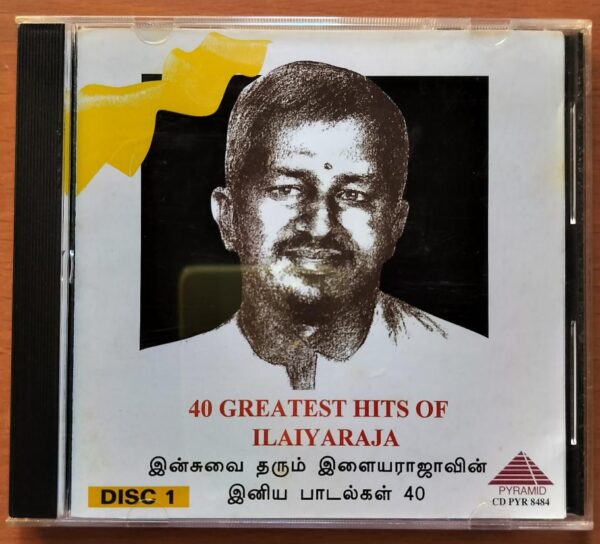 40 GREATEST HITS OF
ILAIYARAJA
இன்சுவை தரும் இளையராஜாவின்
இனிய பாடல்கள் 40
DISC 1
PYRAMID
CD PYR 8484